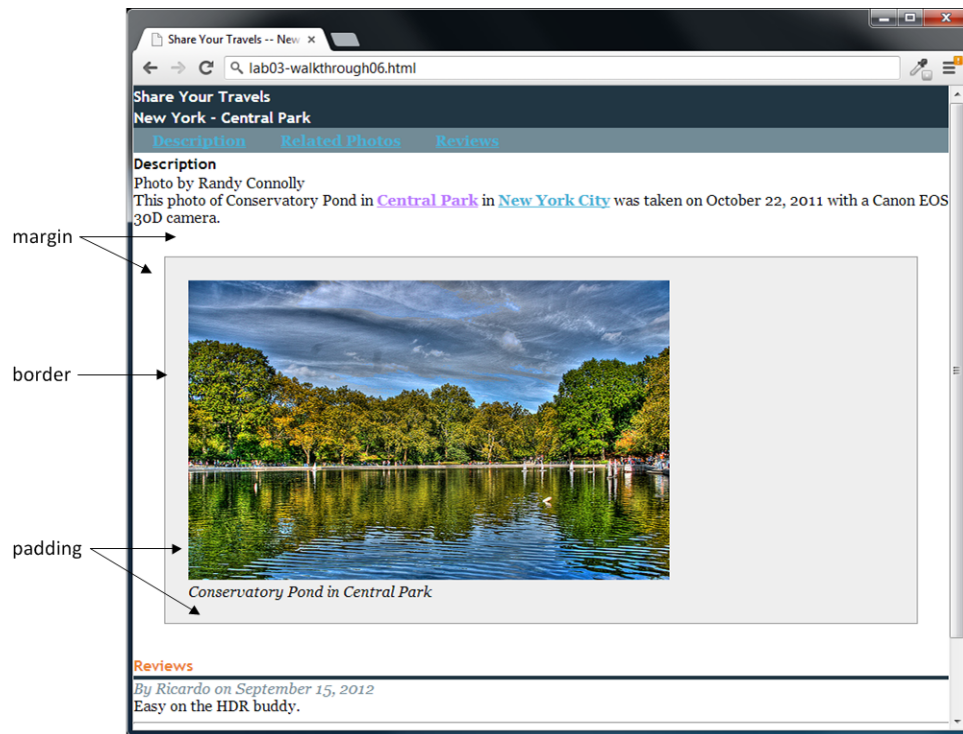 Share Your Travels -- New
lab03-walkthrough06.html
Share Your Travels
New York - Central Park
Description Related Photos Reviews
Description
Photo by Randy Connolly
This photo of Conservatory Pond in Central Park in New York City was taken on October 22, 2011 with a Canon EOS
30D camera.
margin
border
padding
Conservatory Pond in Central Park
Reviews
By Ricardo on September 15, 2012
Easy on the HDR buddy.